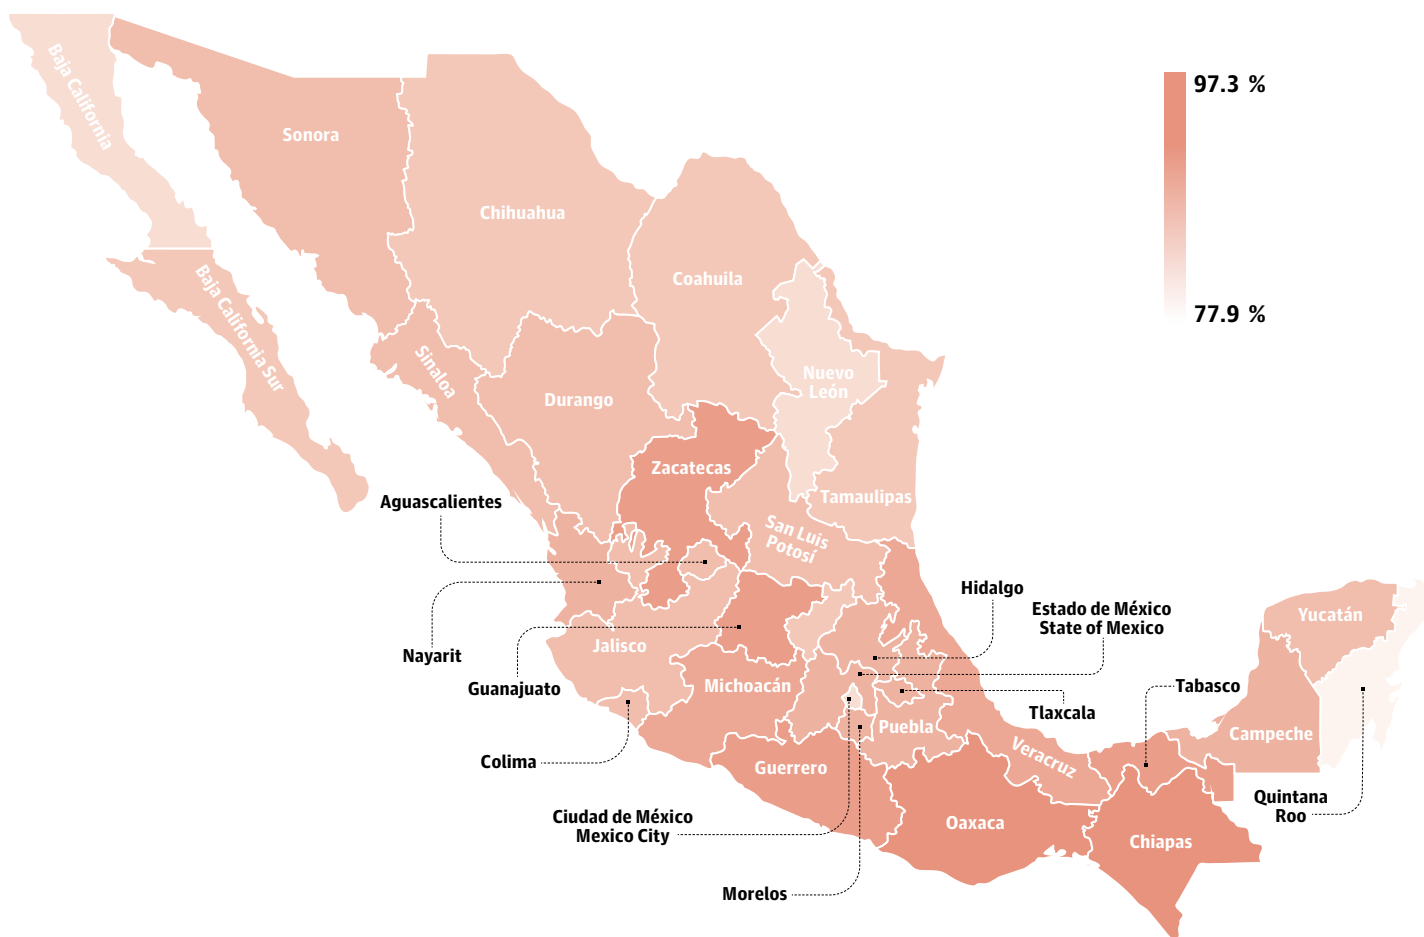 97.3 %
77.9 %
Baja California
Sonora
Chihuahua
Coahuila
Baja California Sur
Sinaloa
Durango
Nuevo
León
Zacatecas
Tamaulipas
Aguascalientes
San Luis
Potosí
Hidalgo
Estado de México
State of Mexico
Yucatán
Jalisco
Nayarit
Guanajuato
Michoacán
Tabasco
Tlaxcala
Puebla
Campeche
Colima
Guerrero
Veracruz
Quintana
Roo
Ciudad de México
Mexico City
Oaxaca
Chiapas
Morelos